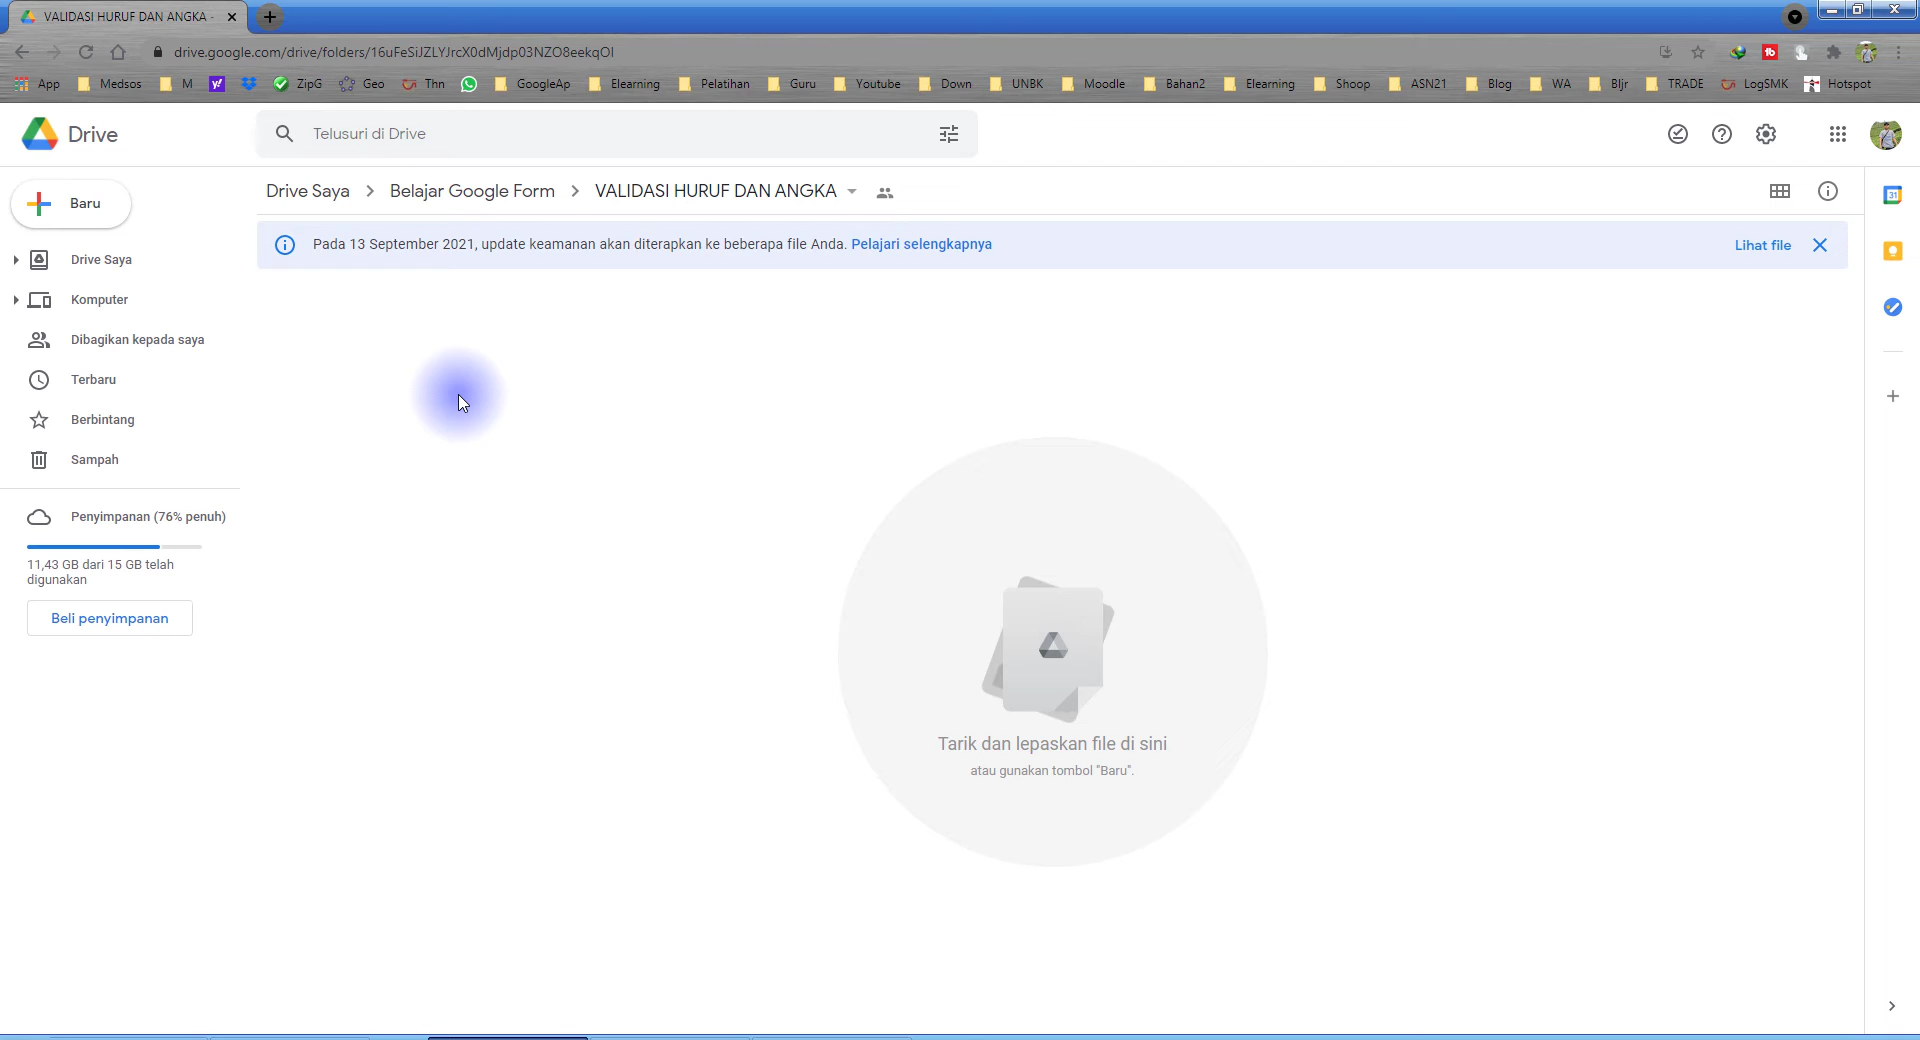 VALIDASI HURUF DAN ANGKA -
drive.google.com/drive/folders/16uFeSiJZLYJrcX0dMjdp03NZO8eekqOI
App Medsos M ZipG Geo Thn GoogleAp Elearning Pelatihan Guru Youtube Down UNBK Moodle Bahan2 Elearning Shoop ASN21 Blog WA Bljr TRADE LogSMK Hotspot
Drive
Telusuri di Drive
Baru
Drive Saya
Komputer
Dibagikan kepada saya
Terbaru
Berbintang
Sampah
Penyimpanan (76% penuh)
11,43 GB dari 15 GB telah
digunakan
Beli penyimpanan
Drive Saya > Belajar Google Form > VALIDASI HURUF DAN ANGKA
Pada 13 September 2021, update keamanan akan diterapkan ke beberapa file Anda. Pelajari selengkapnya
Lihat file
Tarik dan lepaskan file di sini
atau gunakan tombol "Baru".
31